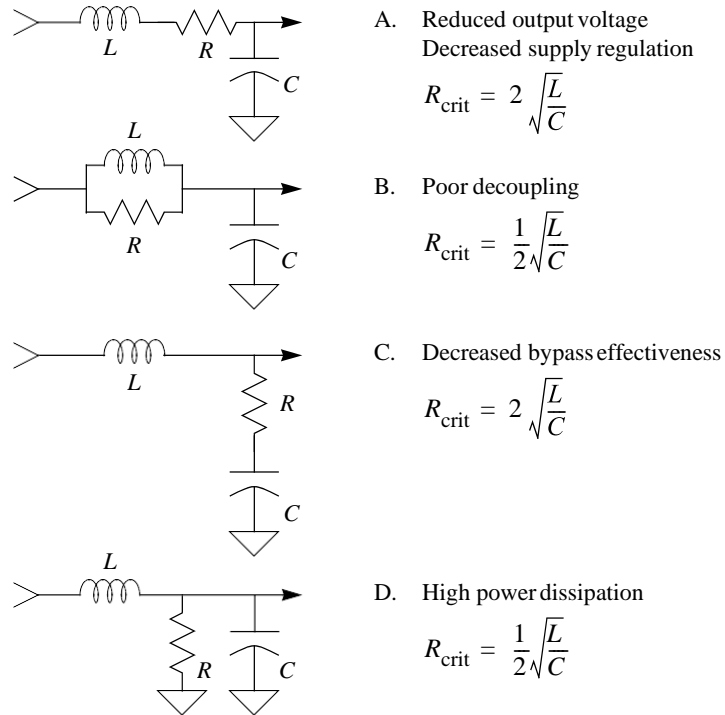 L
R
C
A. Reduced output voltage
Decreased supply regulation
R_crit = 2 √(L/C)
L
R
C
B. Poor decoupling
R_crit = 1/2 √(L/C)
L
R
C
C. Decreased bypass effectiveness
R_crit = 2 √(L/C)
L
R
C
D. High power dissipation
R_crit = 1/2 √(L/C)